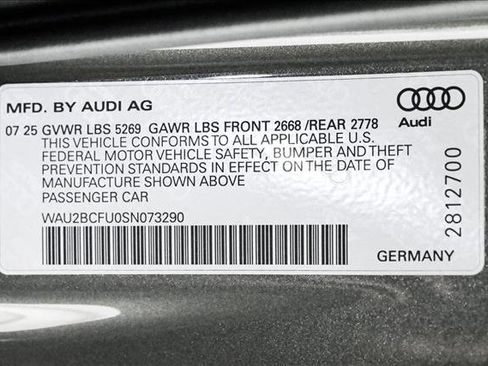 MFD. BY AUDI AG
07 25 GVWR LBS 5269 GAWR LBS FRONT 2668 /REAR 2778
THIS VEHICLE CONFORMS TO ALL APPLICABLE U.S.
FEDERAL MOTOR VEHICLE SAFETY, BUMPER AND THEFT
PREVENTION STANDARDS IN EFFECT ON THE DATE OF
MANUFACTURE SHOWN ABOVE
PASSENGER CAR
WAU2BCFU0SN073290
Audi
2812700
GERMANY